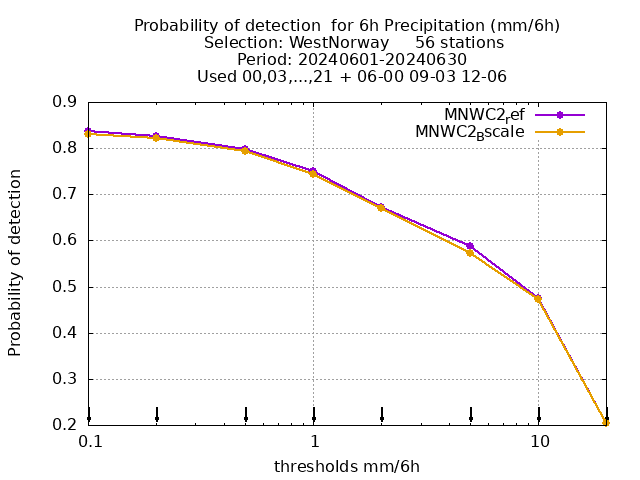 Probability of detection  for 6h Precipitation (mm/6h)
Selection: WestNorway     56 stations
Period: 20240601-20240630
Used 00,03,...,21 + 06-00 09-03 12-06
MNWC2ref
MNWC2Bscale
Probability of detection
0.9
0.8
0.7
0.6
0.5
0.4
0.3
0.2
0.1 1 10
thresholds mm/6h